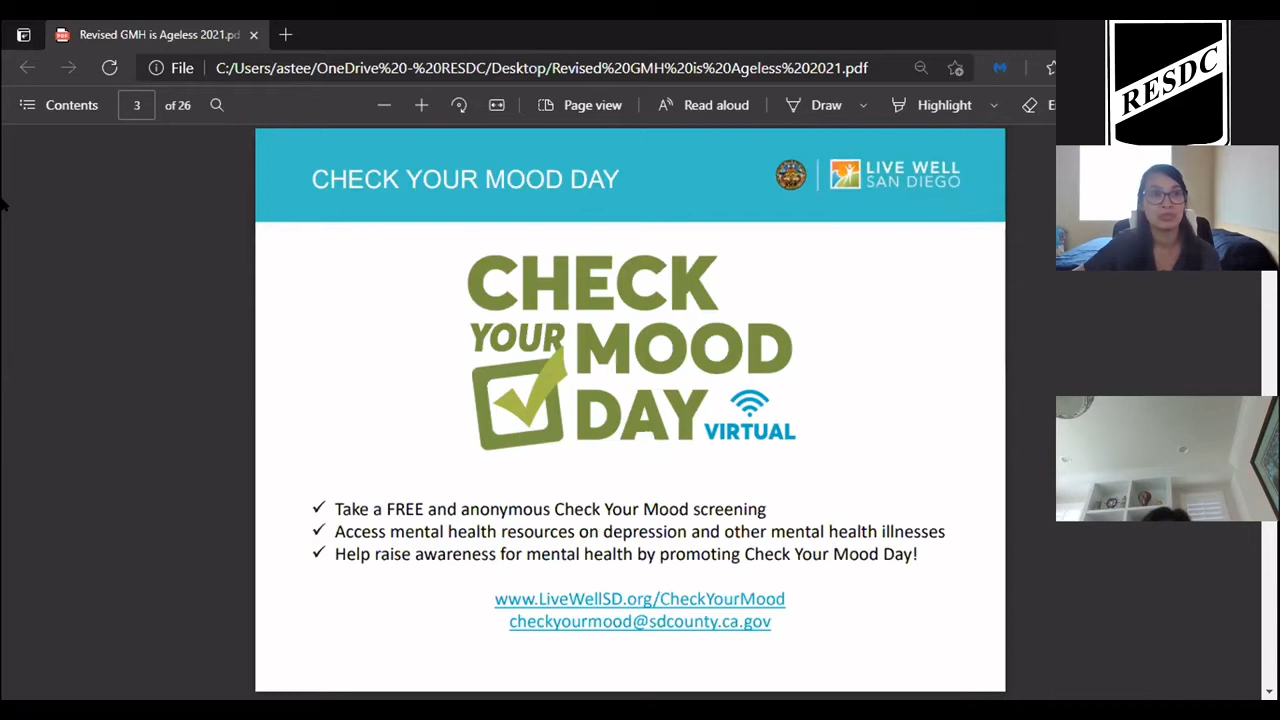 Revised GMH is Ageless 2021.pd
File
C:/Users/astee/OneDrive%20-%20RESDC/Desktop/Revised%20GMH%20is%20Ageless%202021.pdf
Contents
3
of 26
Page view
Read aloud
Draw
Highlight
E
RESDC
CHECK YOUR MOOD DAY
LIVE WELL
SAN DIEGO
CHECK
YOUR MOOD
DAY VIRTUAL
✓ Take a FREE and anonymous Check Your Mood screening
✓ Access mental health resources on depression and other mental health illnesses
✓ Help raise awareness for mental health by promoting Check Your Mood Day!
www.LiveWellSD.org/CheckYourMood
checkyourmood@sdcounty.ca.gov